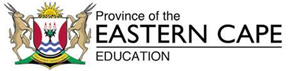 Province of the
EASTERN CAPE
EDUCATION